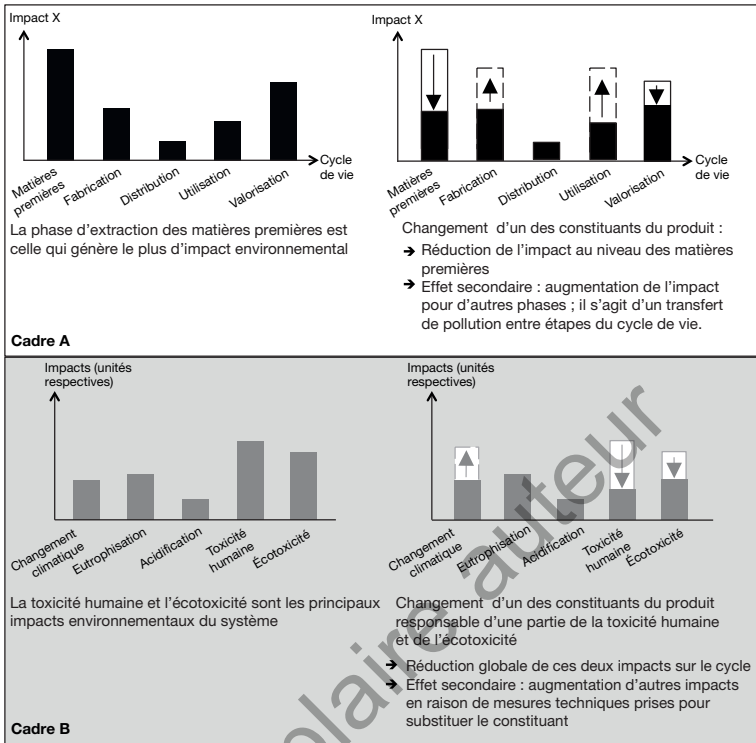 Impact X
Cycle
de vie
Matières
premières
Fabrication
Distribution
Utilisation
Valorisation
La phase d'extraction des matières premières est
celle qui génère le plus d'impact environnemental
Impact X
Cycle
de vie
Matières
premières
Fabrication
Distribution
Utilisation
Valorisation
Changement d'un des constituants du produit :
➔ Réduction de l'impact au niveau des matières
premières
➔ Effet secondaire : augmentation de l'impact
pour d'autres phases ; il s'agit d'un transfert
de pollution entre étapes du cycle de vie.
Cadre A
Impacts (unités
respectives)
Changement
climatique
Eutrophisation
Acidification
Toxicité
humaine
Écotoxicité
La toxicité humaine et l'écotoxicité sont les principaux
impacts environnementaux du système
Impacts (unités
respectives)
Changement
climatique
Eutrophisation
Acidification
Toxicité
humaine
Écotoxicité
Changement d'un des constituants du produit
responsable d'une partie de la toxicité humaine
et de l'écotoxicité
➔ Réduction globale de ces deux impacts sur le cycle
➔ Effet secondaire : augmentation d'autres impacts
en raison de mesures techniques prises pour
substituer le constituant
Cadre B
auteur